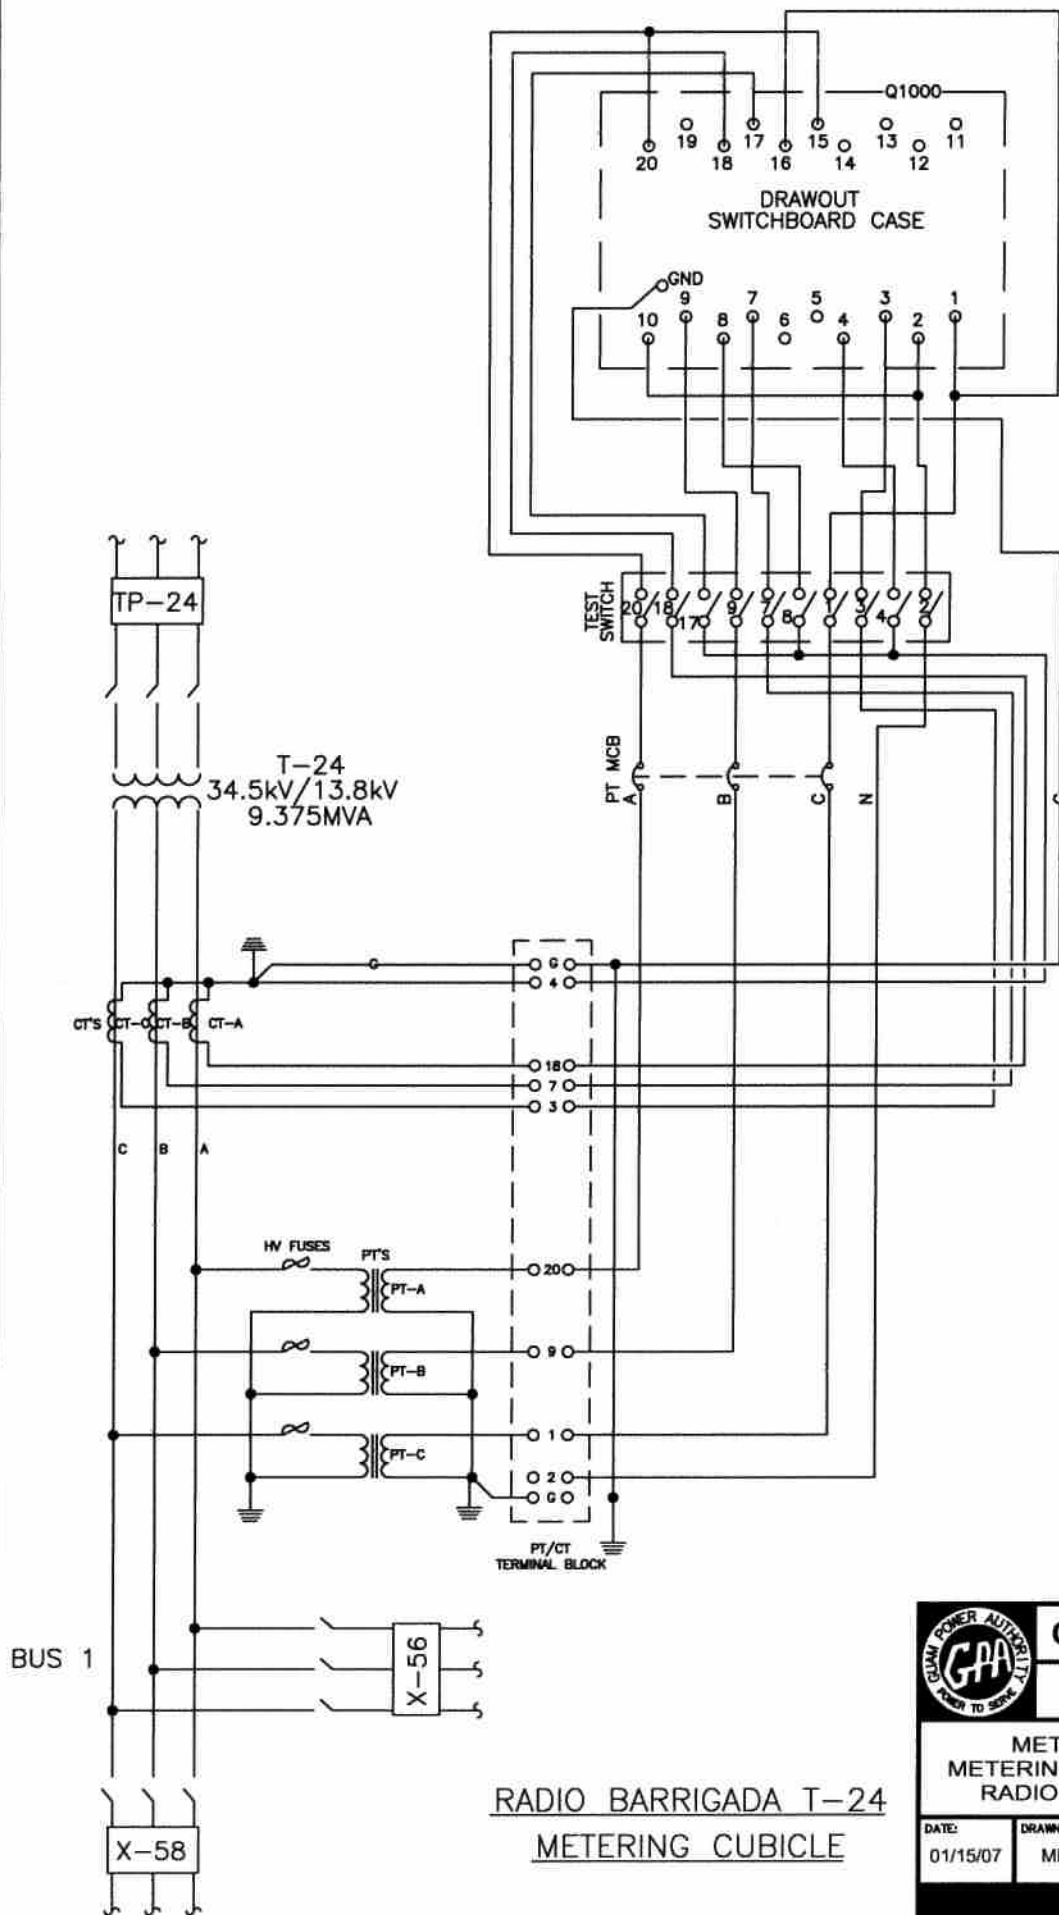 Q1000
19
17
15
13
11
20
18
16
14
12
DRAWOUT
SWITCHBOARD CASE
GND
9
7
5
3
1
10
8
6
4
2
TEST
SWITCH
20
18
17
9
7
8
1
3
4
2
TP-24
T-24
34.5kV/13.8kV
9.375MVA
PT MCB
A
B
C
N
G
G
4
CT'S
CT-C
CT-B
CT-A
18
7
3
C
B
A
HV FUSES
PT'S
PT-A
20
PT-B
9
PT-C
1
2
G
PT/CT
TERMINAL BLOCK
BUS 1
X-56
X-58
RADIO BARRIGADA T-24
METERING CUBICLE
GUAM POWER AUTHORITY
GPA
POWER TO SERVE
MET
METERIN
RADIO
DATE:
DRAWN
01/15/07